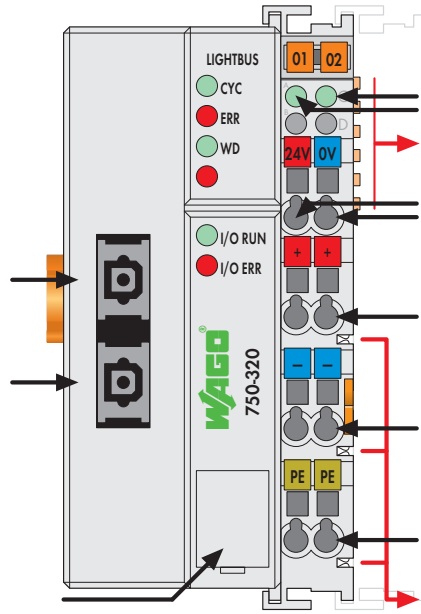 LIGHTBUS
01 02
CYC
ERR
WD
D
24V 0V
I/O RUN
I/O ERR
+ +
WAGO®
750-320
– –
PE PE